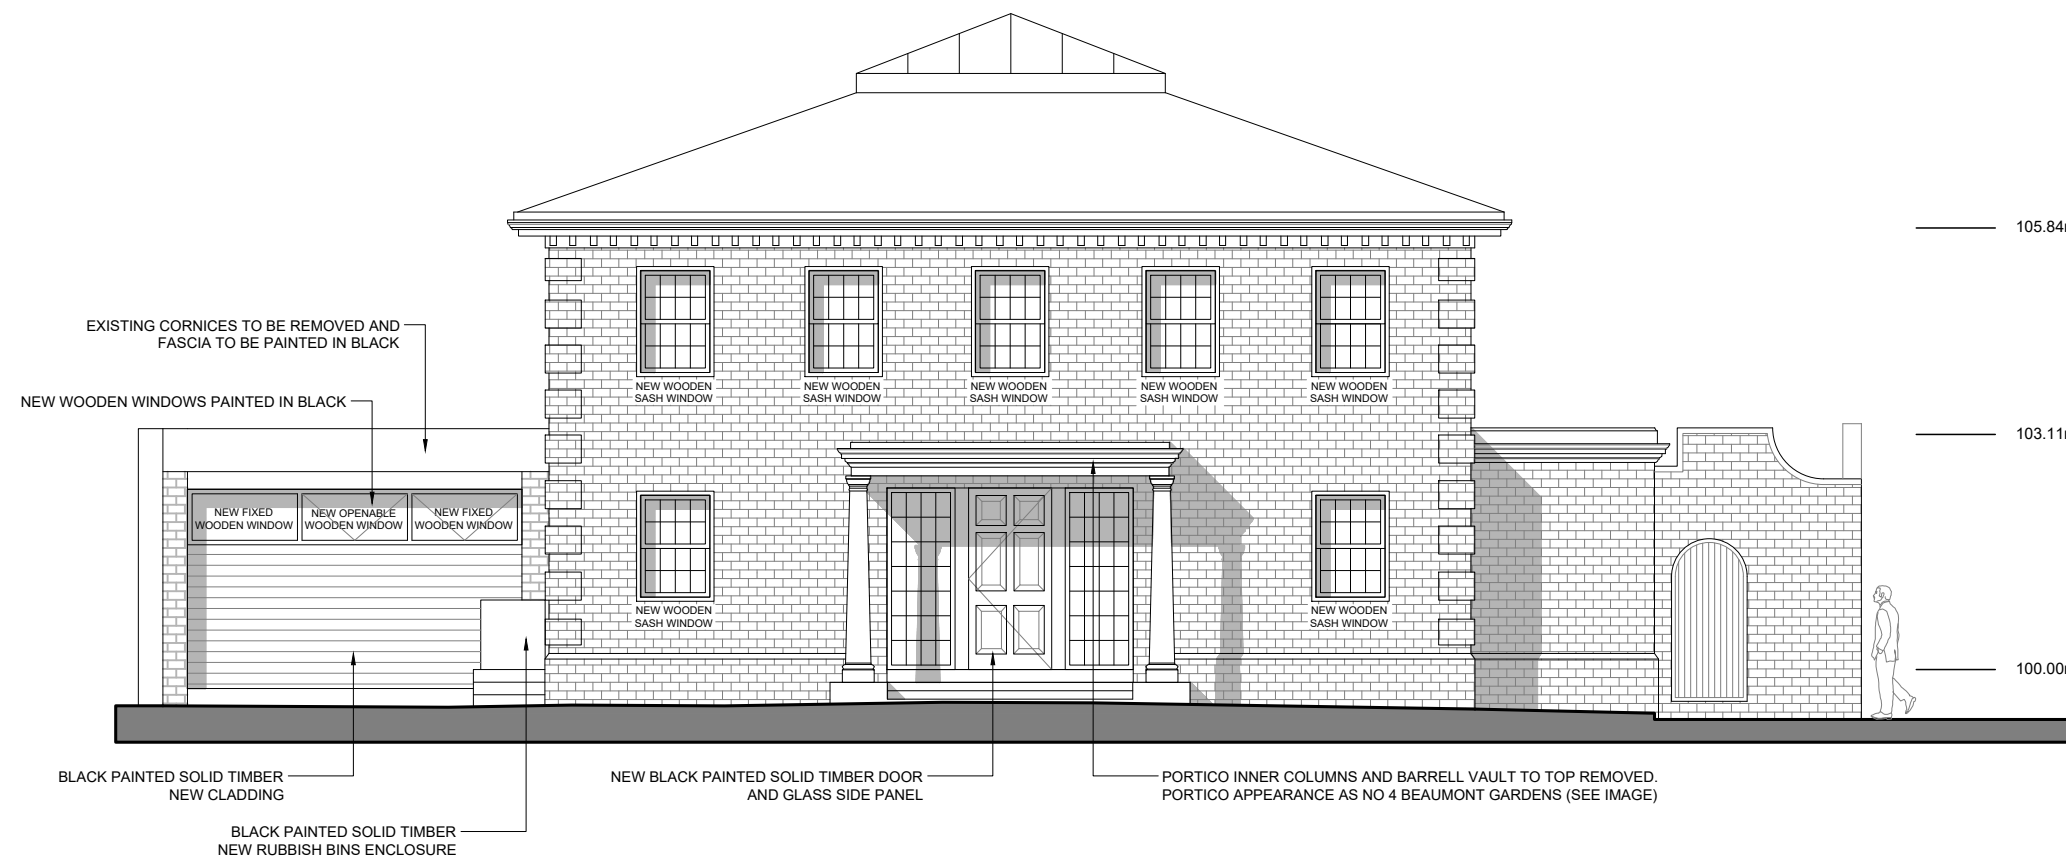 105.84
EXISTING CORNICES TO BE REMOVED AND
FASCIA TO BE PAINTED IN BLACK
NEW WOODEN
SASH WINDOW
NEW WOODEN
SASH WINDOW
NEW WOODEN
SASH WINDOW
NEW WOODEN
SASH WINDOW
NEW WOODEN
SASH WINDOW
NEW WOODEN WINDOWS PAINTED IN BLACK
103.11
NEW FIXED
WOODEN WINDOW
NEW OPENABLE
WOODEN WINDOW
NEW FIXED
WOODEN WINDOW
NEW WOODEN
SASH WINDOW
NEW WOODEN
SASH WINDOW
100.00
BLACK PAINTED SOLID TIMBER
NEW CLADDING
NEW BLACK PAINTED SOLID TIMBER DOOR
AND GLASS SIDE PANEL
PORTICO INNER COLUMNS AND BARRELL VAULT TO TOP REMOVED.
PORTICO APPEARANCE AS NO 4 BEAUMONT GARDENS (SEE IMAGE)
BLACK PAINTED SOLID TIMBER
NEW RUBBISH BINS ENCLOSURE